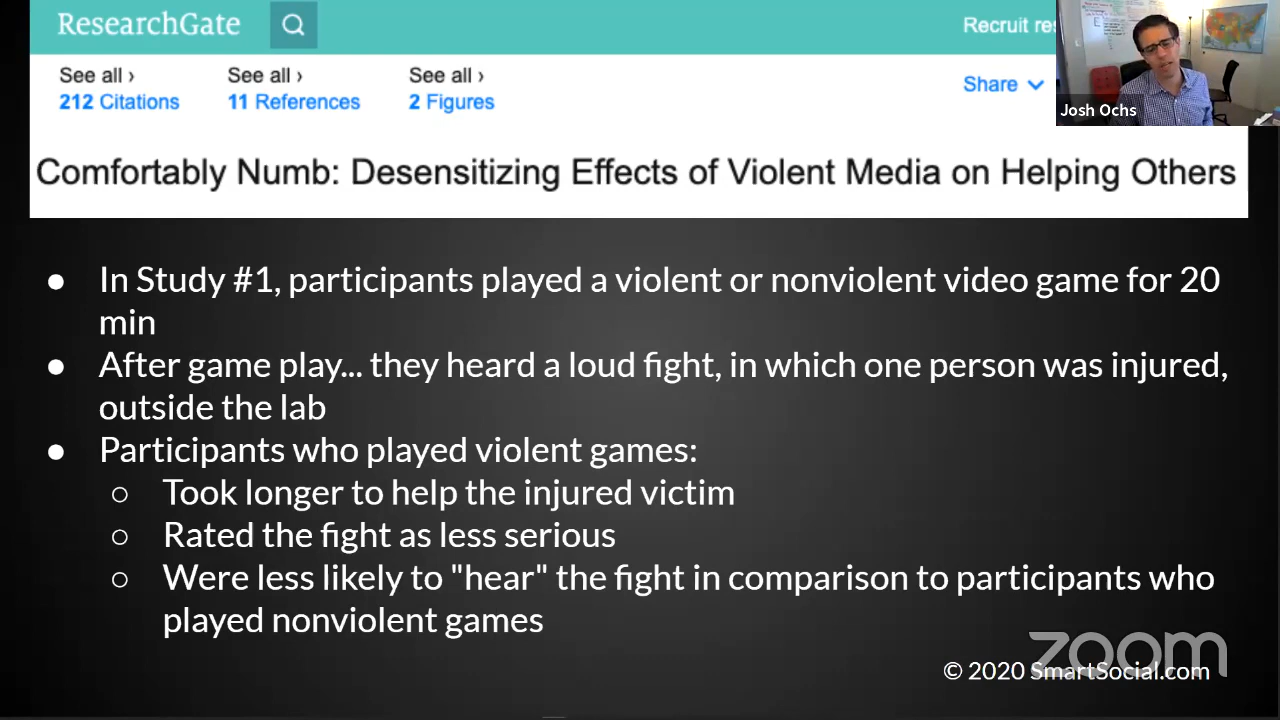 ResearchGate
Recruit res
See all ›
See all ›
See all ›
212 Citations
11 References
2 Figures
Share
Josh Ochs
Comfortably Numb: Desensitizing Effects of Violent Media on Helping Others
● In Study #1, participants played a violent or nonviolent video game for 20
min
● After game play... they heard a loud fight, in which one person was injured,
outside the lab
● Participants who played violent games:
○ Took longer to help the injured victim
○ Rated the fight as less serious
○ Were less likely to "hear" the fight in comparison to participants who
played nonviolent games
zoom
© 2020 SmartSocial.com